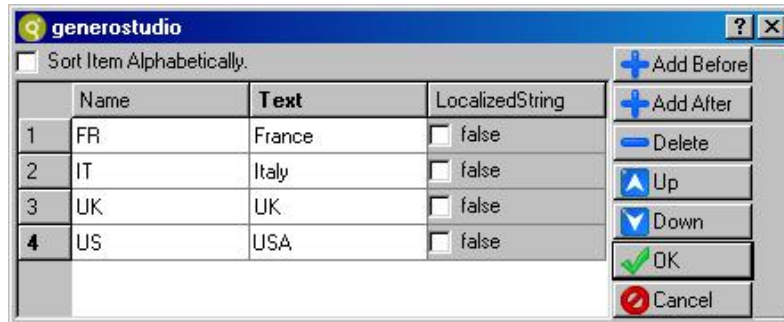 generostudio
Sort Item Alphabetically.
Add Before
Name Text LocalizedString
Add After
1 FR France false
Delete
2 IT Italy false
Up
3 UK UK false
Down
4 US USA false
OK
Cancel